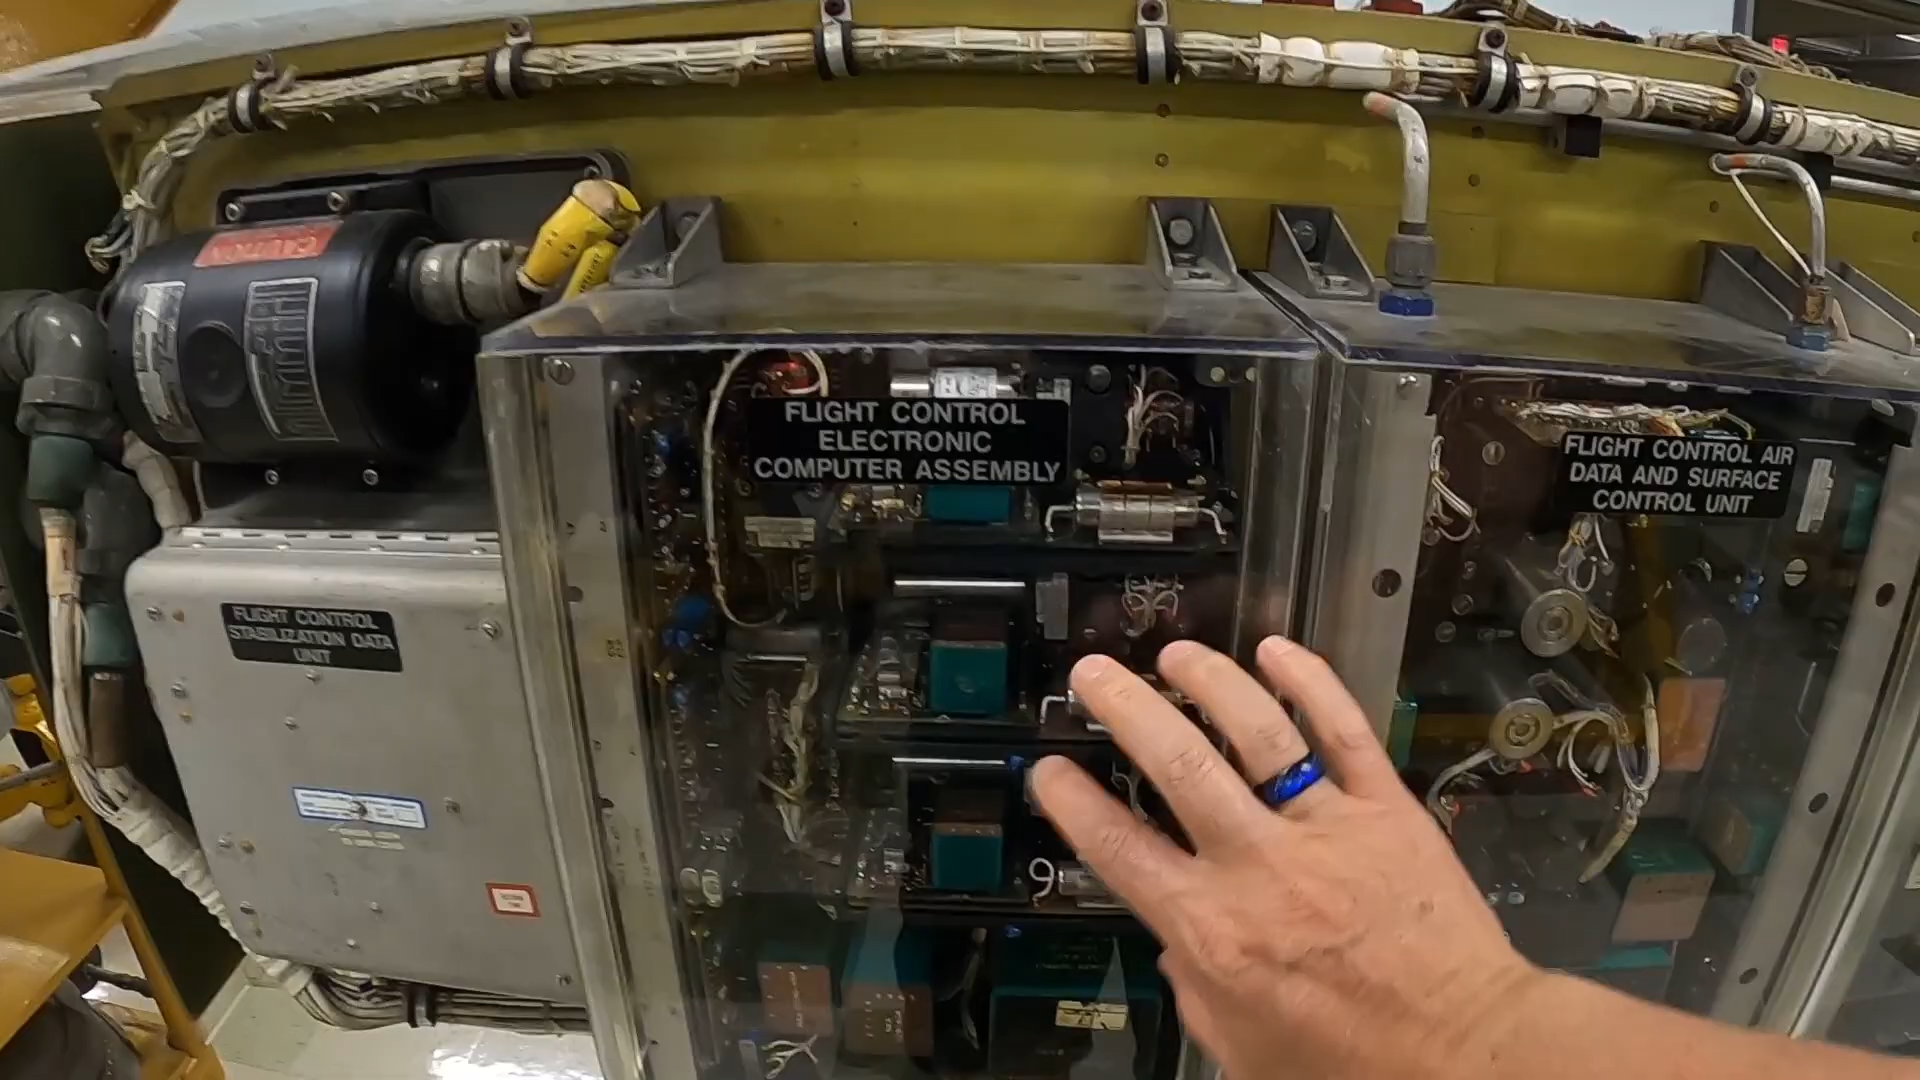 CAUTION
FLIGHT CONTROL
ELECTRONIC
COMPUTER ASSEMBLY
FLIGHT CONTROL AIR
DATA AND SURFACE
CONTROL UNIT
FLIGHT CONTROL
STABILIZATION DATA
UNIT